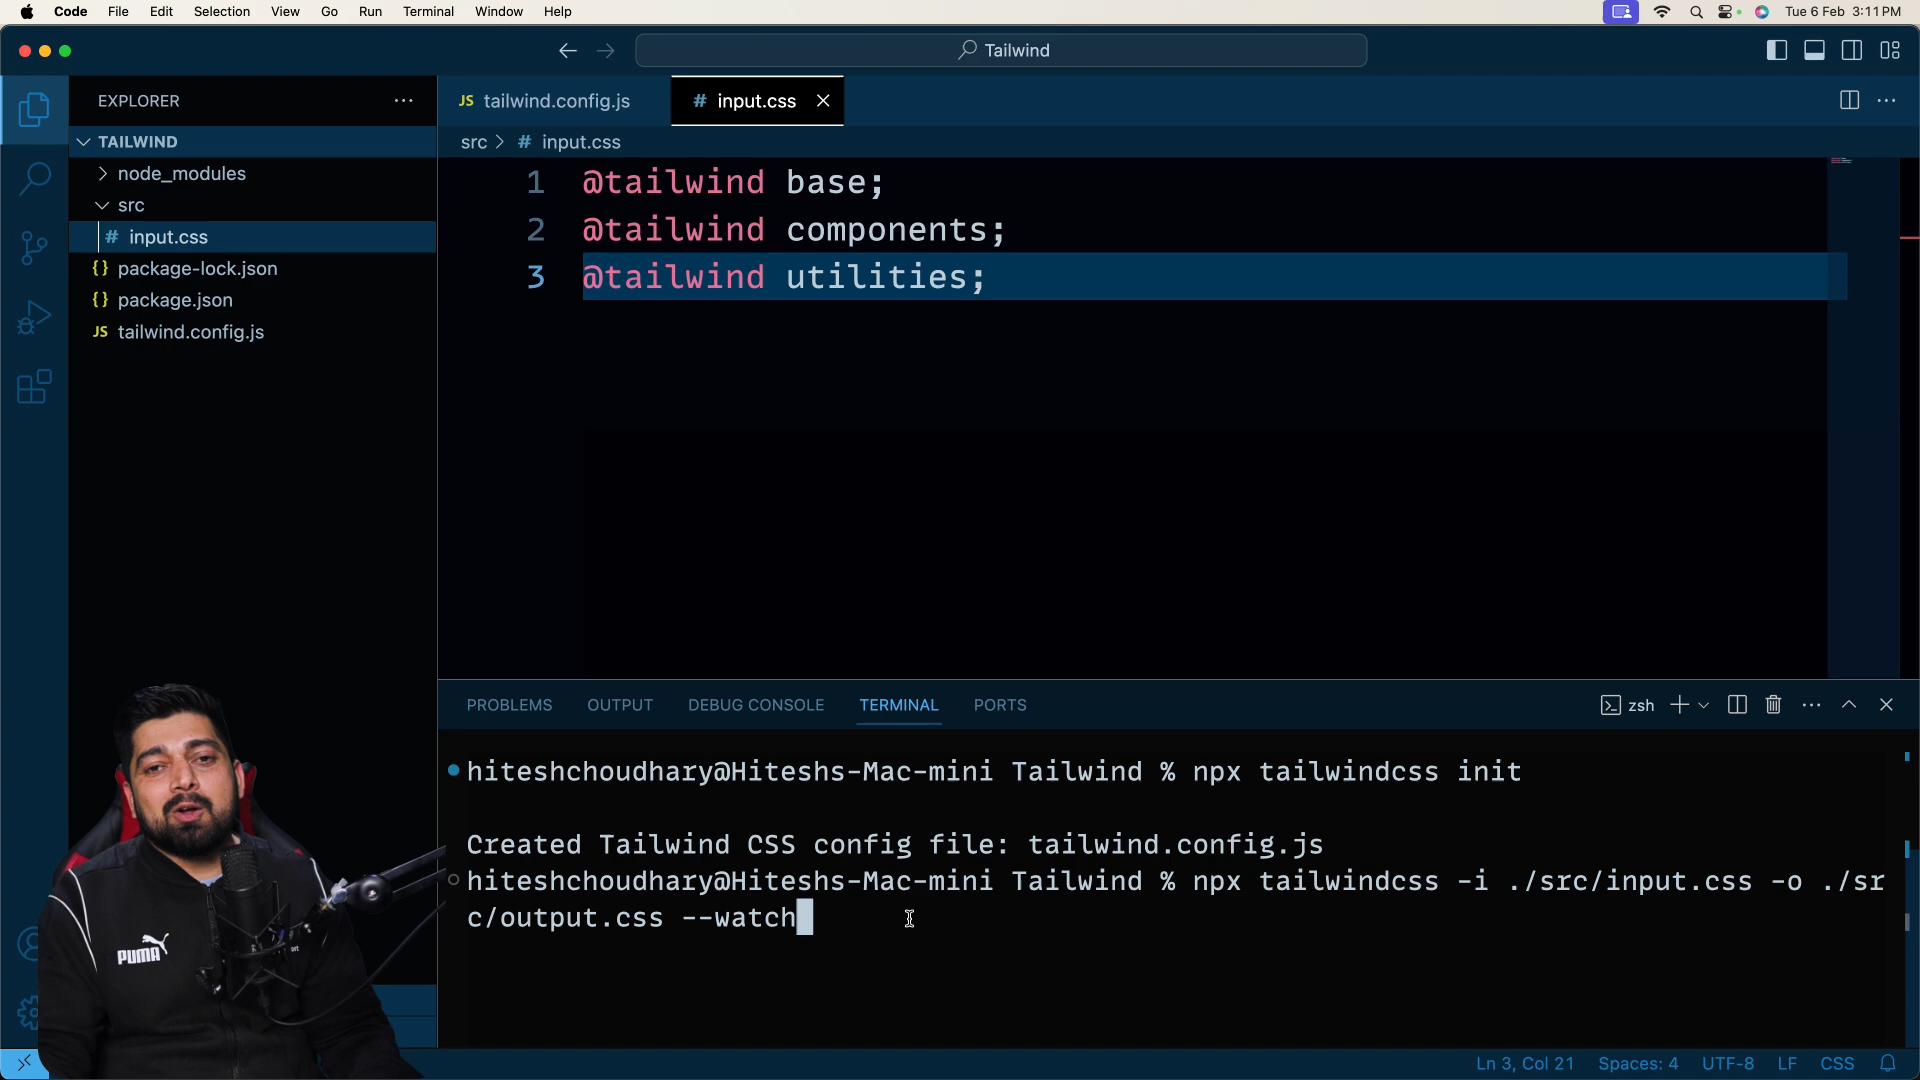 Code File Edit Selection View Go Run Terminal Window Help Tue 6 Feb 3:11 PM
Tailwind
EXPLORER
TAILWIND
node_modules
src
# input.css
{} package-lock.json
{} package.json
JS tailwind.config.js
JS tailwind.config.js # input.css
src > # input.css
1 @tailwind base;
2 @tailwind components;
3 @tailwind utilities;
PROBLEMS OUTPUT DEBUG CONSOLE TERMINAL PORTS zsh
hiteshchoudhary@Hiteshs-Mac-mini Tailwind % npx tailwindcss init
Created Tailwind CSS config file: tailwind.config.js
hiteshchoudhary@Hiteshs-Mac-mini Tailwind % npx tailwindcss -i ./src/input.css -o ./sr
c/output.css --watch
PUMA
Ln 3, Col 21 Spaces: 4 UTF-8 LF CSS